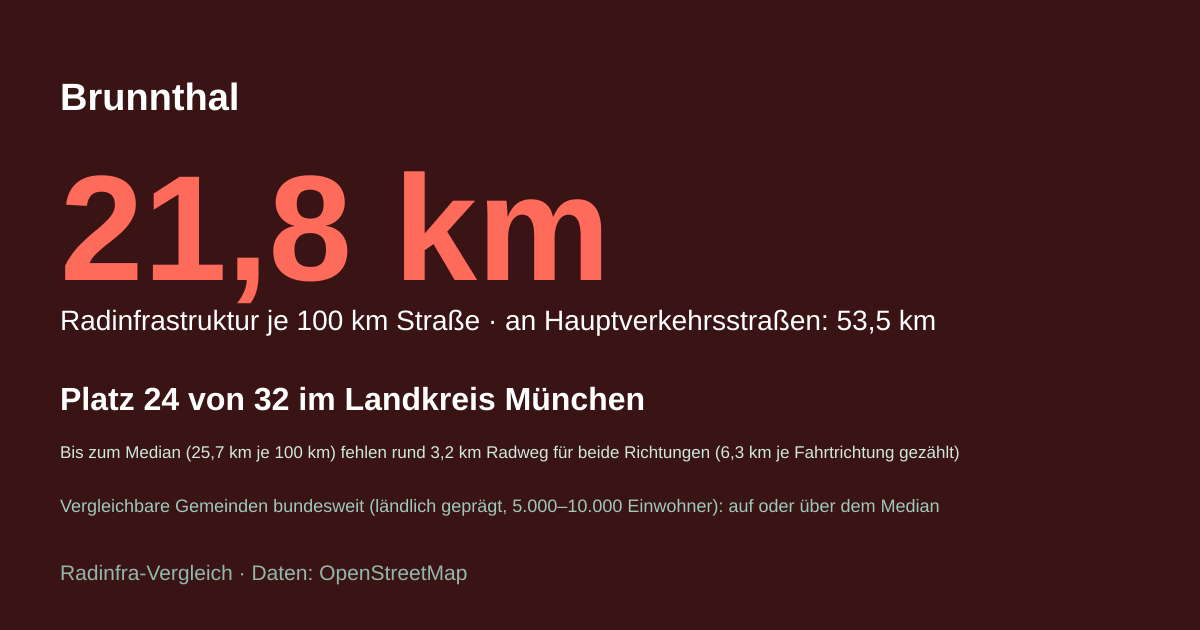 Brunnthal
21,8 km
Radinfrastruktur je 100 km Straße · an Hauptverkehrsstraßen: 53,5 km
Platz 24 von 32 im Landkreis München
Bis zum Median (25,7 km je 100 km) fehlen rund 3,2 km Radweg für beide Richtungen (6,3 km je Fahrtrichtung gezählt)
Vergleichbare Gemeinden bundesweit (ländlich geprägt, 5.000–10.000 Einwohner): auf oder über dem Median
Radinfra-Vergleich · Daten: OpenStreetMap